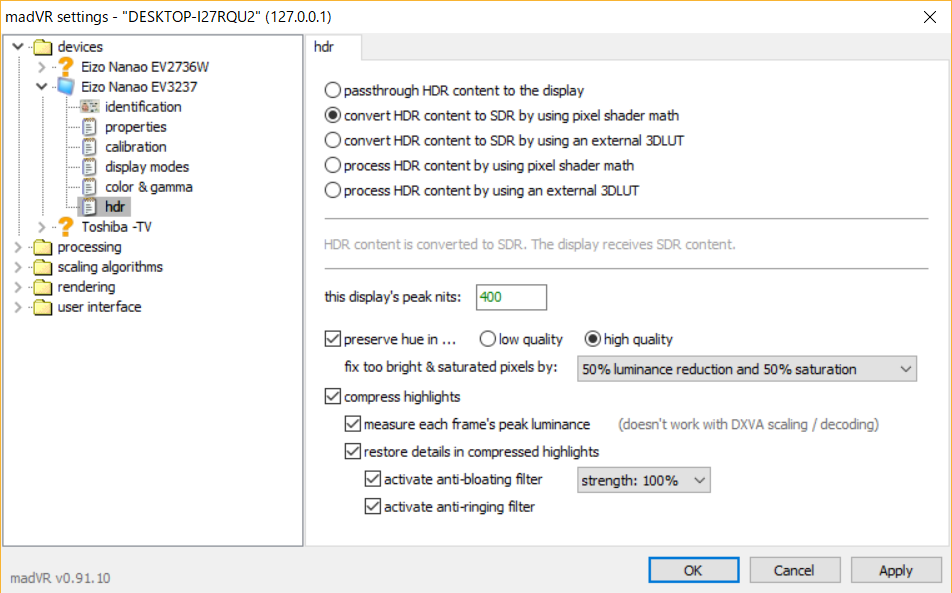 madVR settings - "DESKTOP-I27RQU2" (127.0.0.1)
devices
Eizo Nanao EV2736W
Eizo Nanao EV3237
identification
properties
calibration
display modes
color & gamma
hdr
Toshiba -TV
processing
scaling algorithms
rendering
user interface
hdr
passthrough HDR content to the display
convert HDR content to SDR by using pixel shader math
convert HDR content to SDR by using an external 3DLUT
process HDR content by using pixel shader math
process HDR content by using an external 3DLUT
HDR content is converted to SDR. The display receives SDR content.
this display's peak nits: 400
preserve hue in ... low quality high quality
fix too bright & saturated pixels by: 50% luminance reduction and 50% saturation
compress highlights
measure each frame's peak luminance (doesn't work with DXVA scaling / decoding)
restore details in compressed highlights
activate anti-bloating filter strength: 100%
activate anti-ringing filter
madVR v0.91.10
OK Cancel Apply